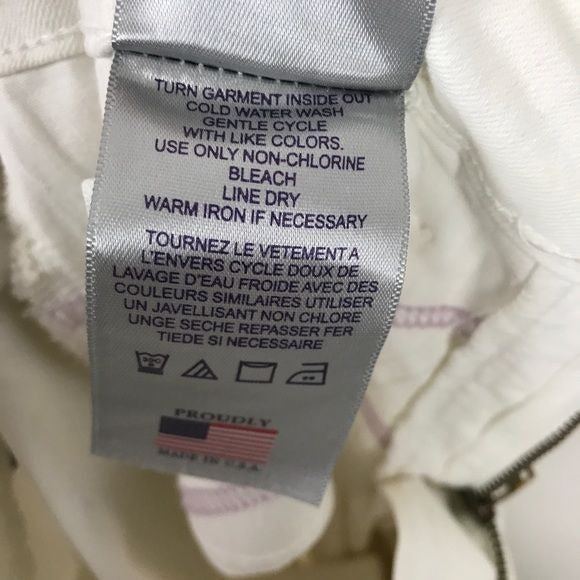 TURN GARMENT INSIDE OUT
COLD WATER WASH
GENTLE CYCLE
WITH LIKE COLORS.
USE ONLY NON-CHLORINE
BLEACH
LINE DRY
WARM IRON IF NECESSARY
TOURNEZ LE VETEMENT A
L'ENVERS CYCLE DOUX DE
LAVAGE D'EAU FROIDE AVEC DES
COULEURS SIMILAIRES UTILISER
UN JAVELLISANT NON CHLORE
UNGE SECHE REPASSER FER
TIEDE SI NECESSAIRE
30C
PROUDLY
MADE IN U.S.A.